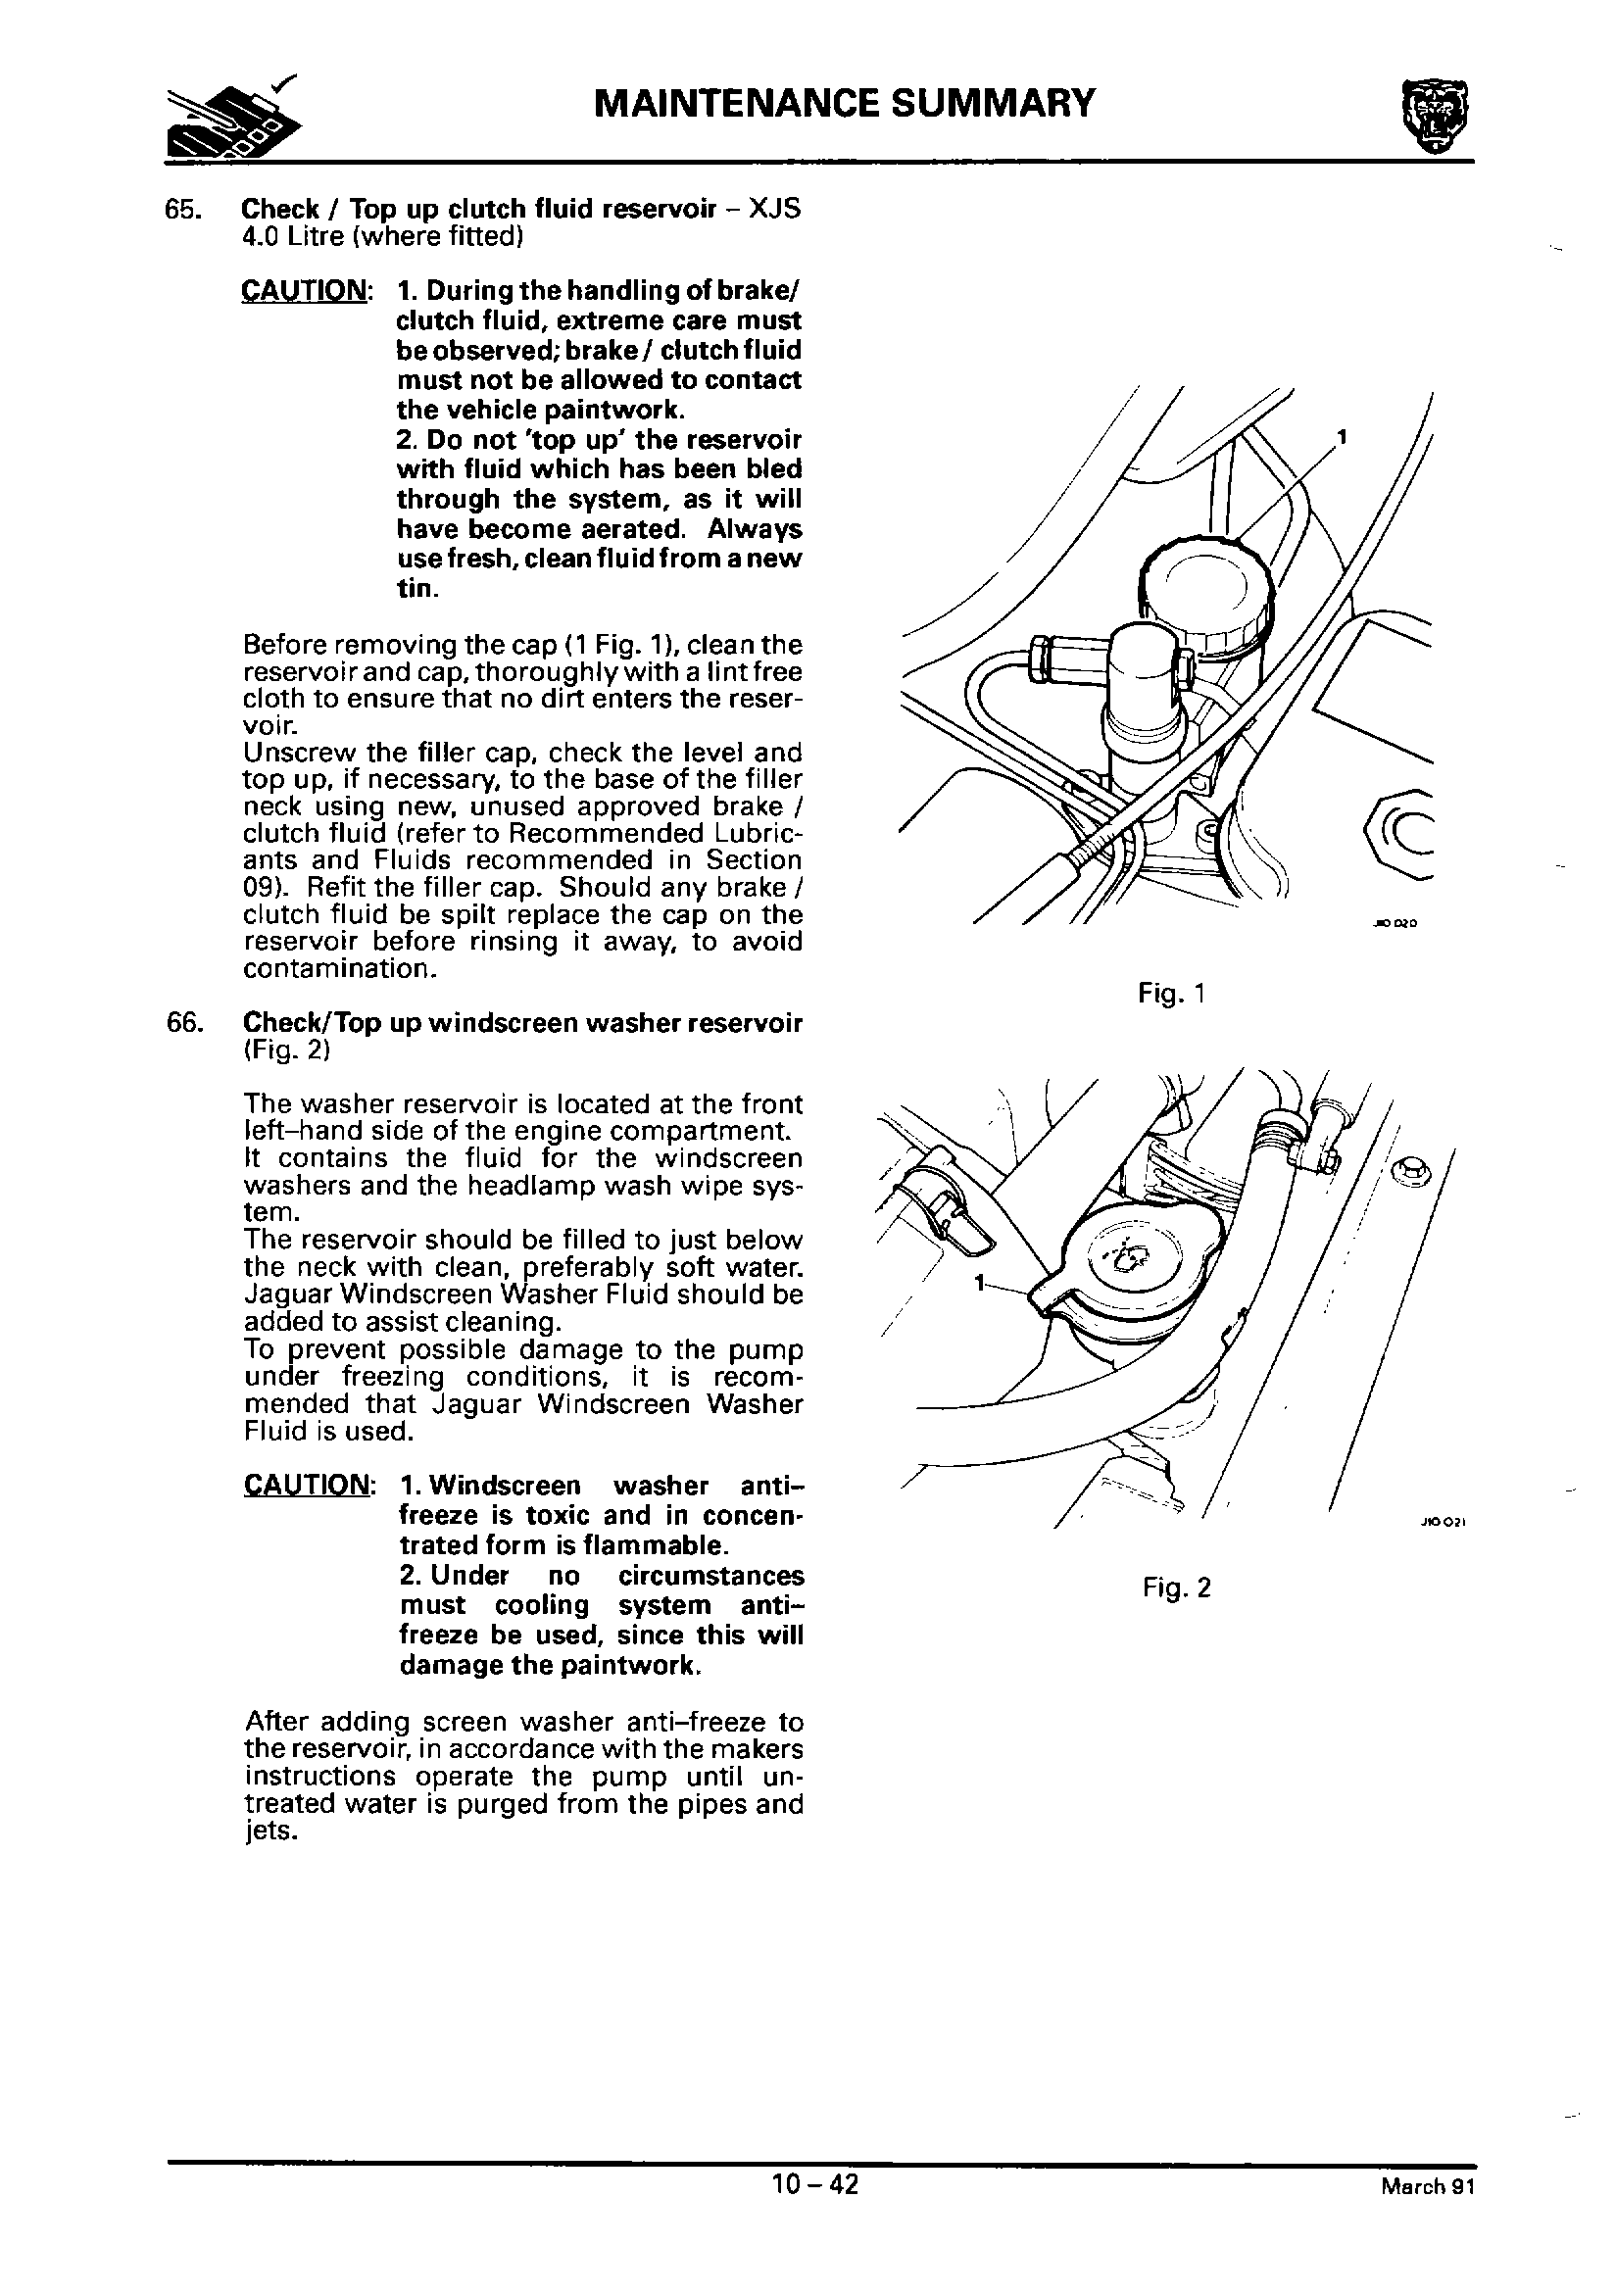 MAINTENANCE SUMMARY
65. Check / Top up clutch fluid reservoir – XJS
4.0 Litre (where fitted)
CAUTION: 1. During the handling of brake/
clutch fluid, extreme care must
be observed; brake / clutch fluid
must not be allowed to contact
the vehicle paintwork.
2. Do not 'top up' the reservoir
with fluid which has been bled
through the system, as it will
have become aerated. Always
use fresh, clean fluid from a new
tin.
Before removing the cap (1 Fig. 1), clean the
reservoir and cap, thoroughly with a lint free
cloth to ensure that no dirt enters the reser-
voir.
Unscrew the filler cap, check the level and
top up, if necessary, to the base of the filler
neck using new, unused approved brake /
clutch fluid (refer to Recommended Lubric-
ants and Fluids recommended in Section
09). Refit the filler cap. Should any brake /
clutch fluid be spilt replace the cap on the
reservoir before rinsing it away, to avoid
contamination.
66. Check/Top up windscreen washer reservoir
(Fig. 2)
The washer reservoir is located at the front
left–hand side of the engine compartment.
It contains the fluid for the windscreen
washers and the headlamp wash wipe sys-
tem.
The reservoir should be filled to just below
the neck with clean, preferably soft water.
Jaguar Windscreen Washer Fluid should be
added to assist cleaning.
To prevent possible damage to the pump
under freezing conditions, it is recom-
mended that Jaguar Windscreen Washer
Fluid is used.
CAUTION: 1. Windscreen washer anti–
freeze is toxic and in concen-
trated form is flammable.
2. Under no circumstances
must cooling system anti–
freeze be used, since this will
damage the paintwork.
After adding screen washer anti–freeze to
the reservoir, in accordance with the makers
instructions operate the pump until un-
treated water is purged from the pipes and
jets.
1
J10 020
Fig. 1
1
J10 021
Fig. 2
10 – 42
March 91